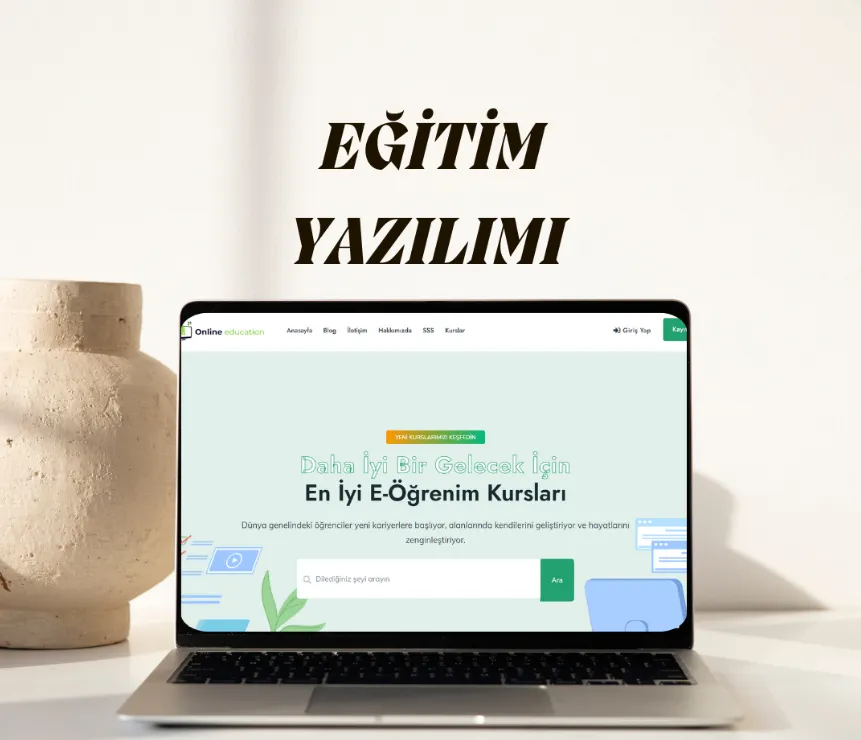 EĞİTİM
YAZILIMI
Online education
Anasayfa Blog İletişim Hakkımızda SSS Kurslar
Giriş Yap
YENİ KURSLARIMIZI KEŞFEDİN
Daha İyi Bir Gelecek İçin
En İyi E-Öğrenim Kursları
Dünya genelindeki öğrenciler yeni kariyerlere başlıyor, alanlarında kendilerini geliştiriyor ve hayatlarını
zenginleştiriyor.
Dilediğiniz şeyi arayın
Ara